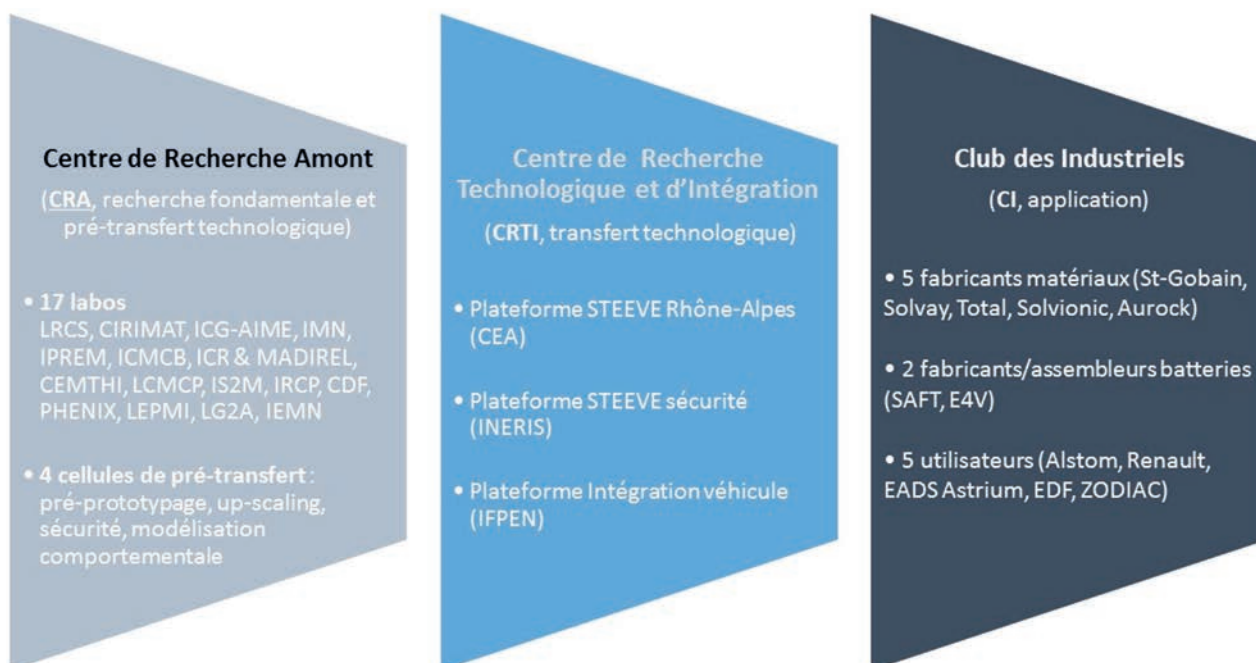 Centre de Recherche Amont
(CRA, recherche fondamentale et
pré-transfert technologique)
• 17 labos
LRCS, CIRIMAT, ICG-AIME, IMN,
IPREM, ICMCB, ICR & MADIREL,
CEMTHI, LCMCP, IS2M, IRCP, CDF,
PHENIX, LEPMI, LG2A, IEMN
• 4 cellules de pré-transfert :
pré-prototypage, up-scaling,
sécurité, modélisation
comportementale
Centre de Recherche
Technologique et d'Intégration
(CRTI, transfert technologique)
• Plateforme STEEVE Rhône-Alpes
(CEA)
• Plateforme STEEVE sécurité
(INERIS)
• Plateforme Intégration véhicule
(IFPEN)
Club des Industriels
(CI, application)
• 5 fabricants matériaux (St-Gobain,
Solvay, Total, Solvionic, Aurock)
• 2 fabricants/assembleurs batteries
(SAFT, E4V)
• 5 utilisateurs (Alstom, Renault,
EADS Astrium, EDF, ZODIAC)